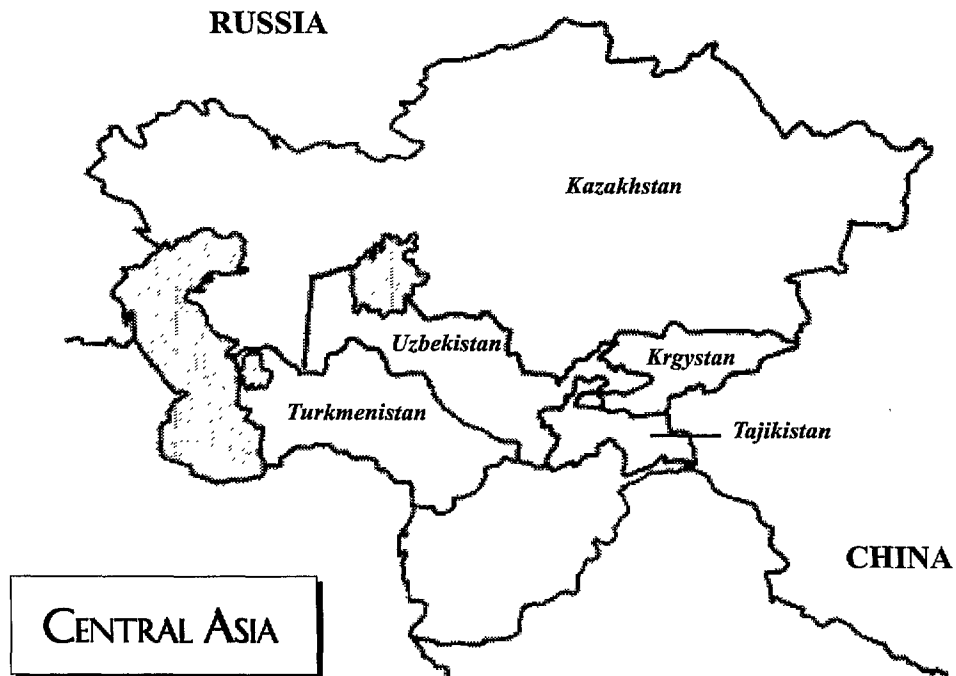 RUSSIA
Kazakhstan
Uzbekistan
Krgystan
Turkmenistan
Tajikistan
CHINA
CENTRAL ASIA